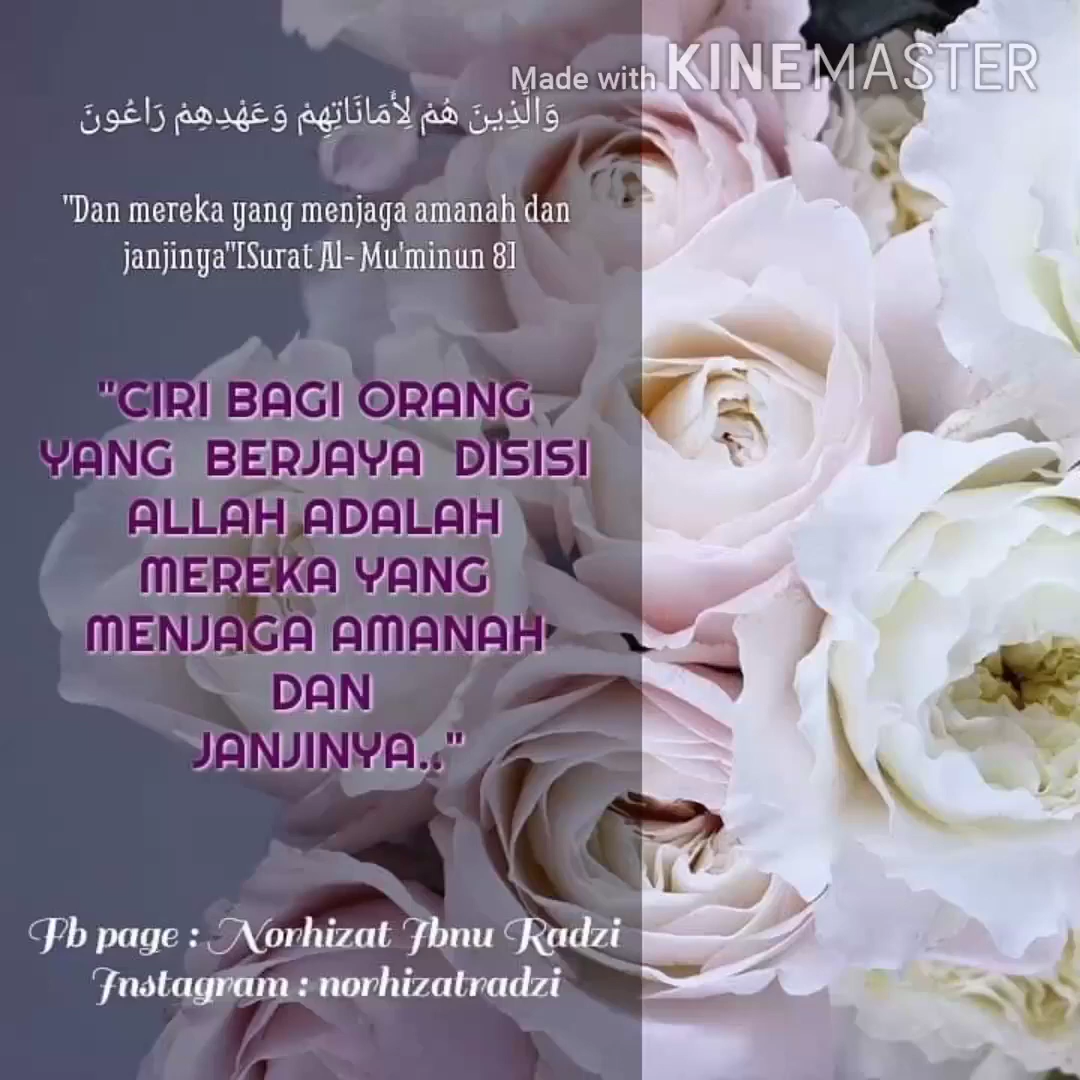 Made with KINEMASTER
وَالَّذِينَ هُمْ لِأَمَانَاتِهِمْ وَعَهْدِهِمْ رَاعُونَ
"Dan mereka yang menjaga amanah dan
janjinya"[Surat Al- Mu'minun 8]
"CIRI BAGI ORANG
YANG BERJAYA DISISI
ALLAH ADALAH
MEREKA YANG
MENJAGA AMANAH
DAN
JANJINYA.."
Fb page : Norhizat Ibnu Radzi
Instagram : norhizatradzi